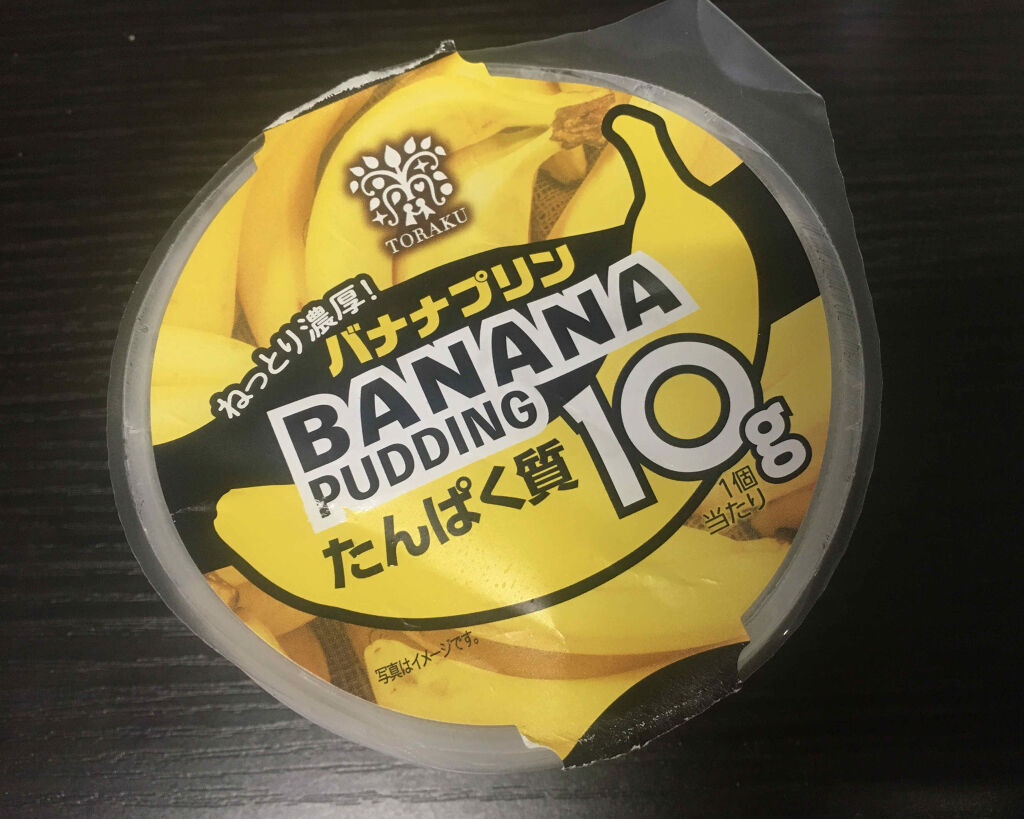 TORAKU
ねっとり濃厚!
バナナプリン
BANANA
PUDDING
たんぱく質 10g
1個
当たり
写真はイメージです。